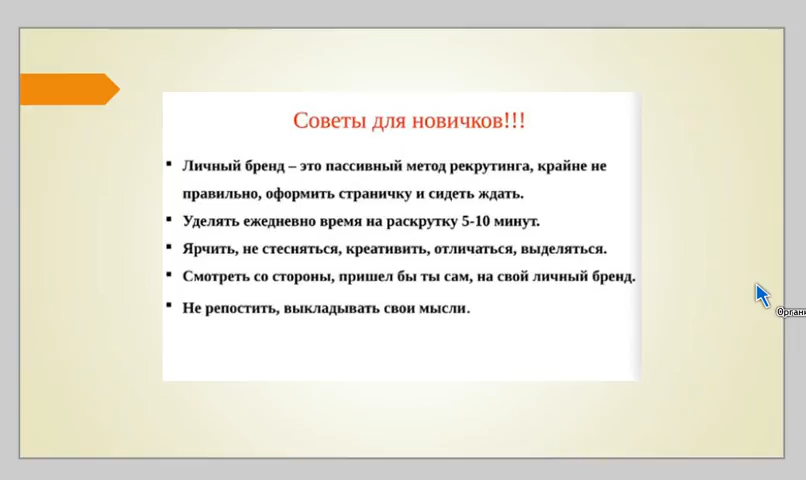 Советы для новичков!!!
▪ Личный бренд – это пассивный метод рекрутинга, крайне не
правильно, оформить страничку и сидеть ждать.
▪ Уделять ежедневно время на раскрутку 5-10 минут.
▪ Ярчить, не стесняться, креативить, отличаться, выделяться.
▪ Смотреть со стороны, пришел бы ты сам, на свой личный бренд.
▪ Не репостить, выкладывать свои мысли.